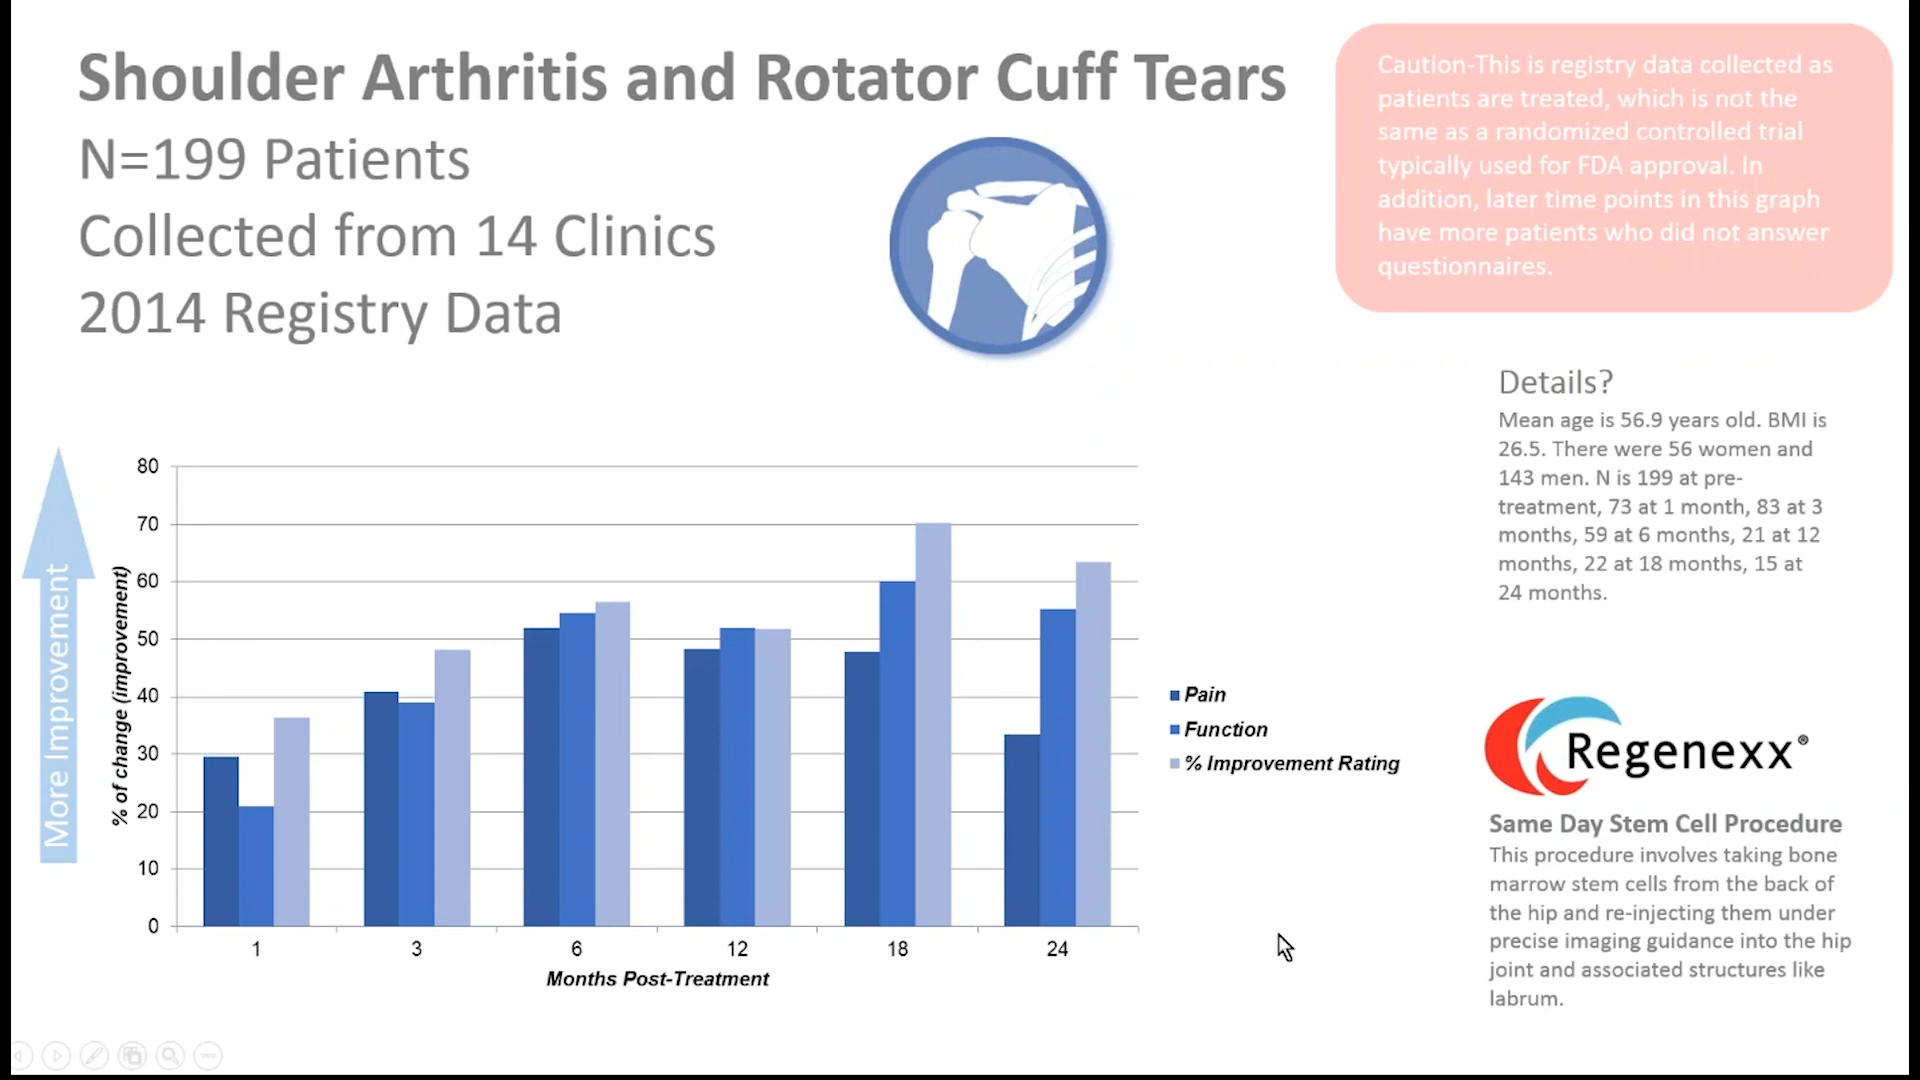 Shoulder Arthritis and Rotator Cuff Tears
N=199 Patients
Collected from 14 Clinics
2014 Registry Data
Caution-This is registry data collected as
patients are treated, which is not the
same as a randomized controlled trial
typically used for FDA approval. In
addition, later time points in this graph
have more patients who did not answer
questionnaires.
Details?
Mean age is 56.9 years old. BMI is
26.5. There were 56 women and
143 men. N is 199 at pre-
treatment, 73 at 1 month, 83 at 3
months, 59 at 6 months, 21 at 12
months, 22 at 18 months, 15 at
24 months.
More Improvement
% of change (improvement)
80
70
60
50
40
30
20
10
0
1 3 6 12 18 24
Months Post-Treatment
Pain
Function
% Improvement Rating
Regenexx®
Same Day Stem Cell Procedure
This procedure involves taking bone
marrow stem cells from the back of
the hip and re-injecting them under
precise imaging guidance into the hip
joint and associated structures like
labrum.